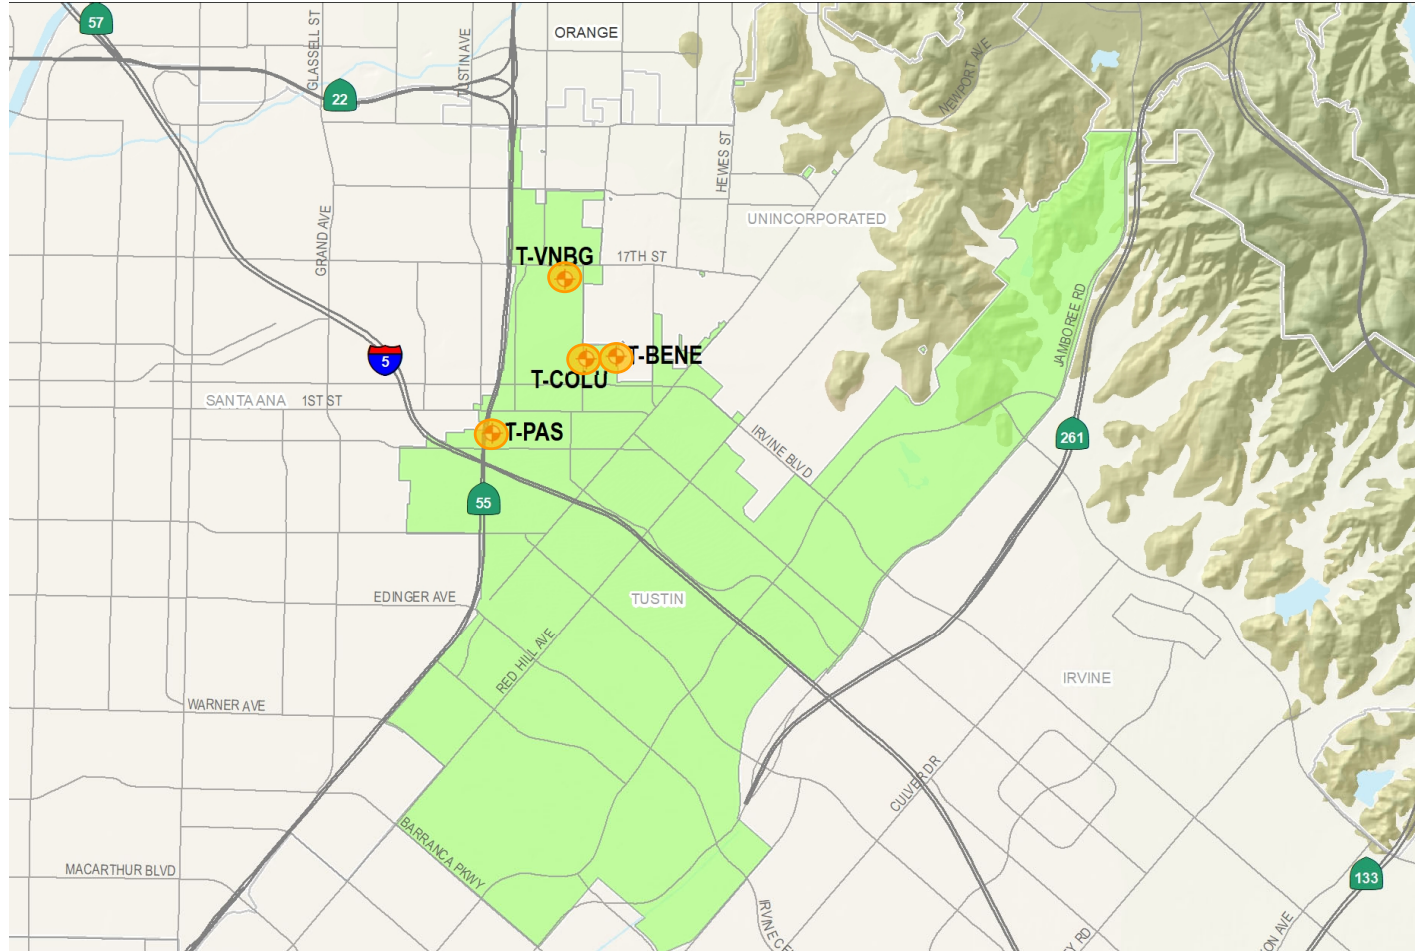 57
GLASSELL ST
TUSTIN AVE
ORANGE
NEWPORT AVE
22
HEWES ST
GRAND AVE
UNINCORPORATED
T-VNBG
17TH ST
JAMBOREE RD
5
T-BENE
T-COLU
SANTA ANA
1ST ST
T-PAS
IRVINE BLVD
261
55
EDINGER AVE
TUSTIN
RED HILL AVE
IRVINE
WARNER AVE
CULVER DR
BARRANCA PKWY
MACARTHUR BLVD
133